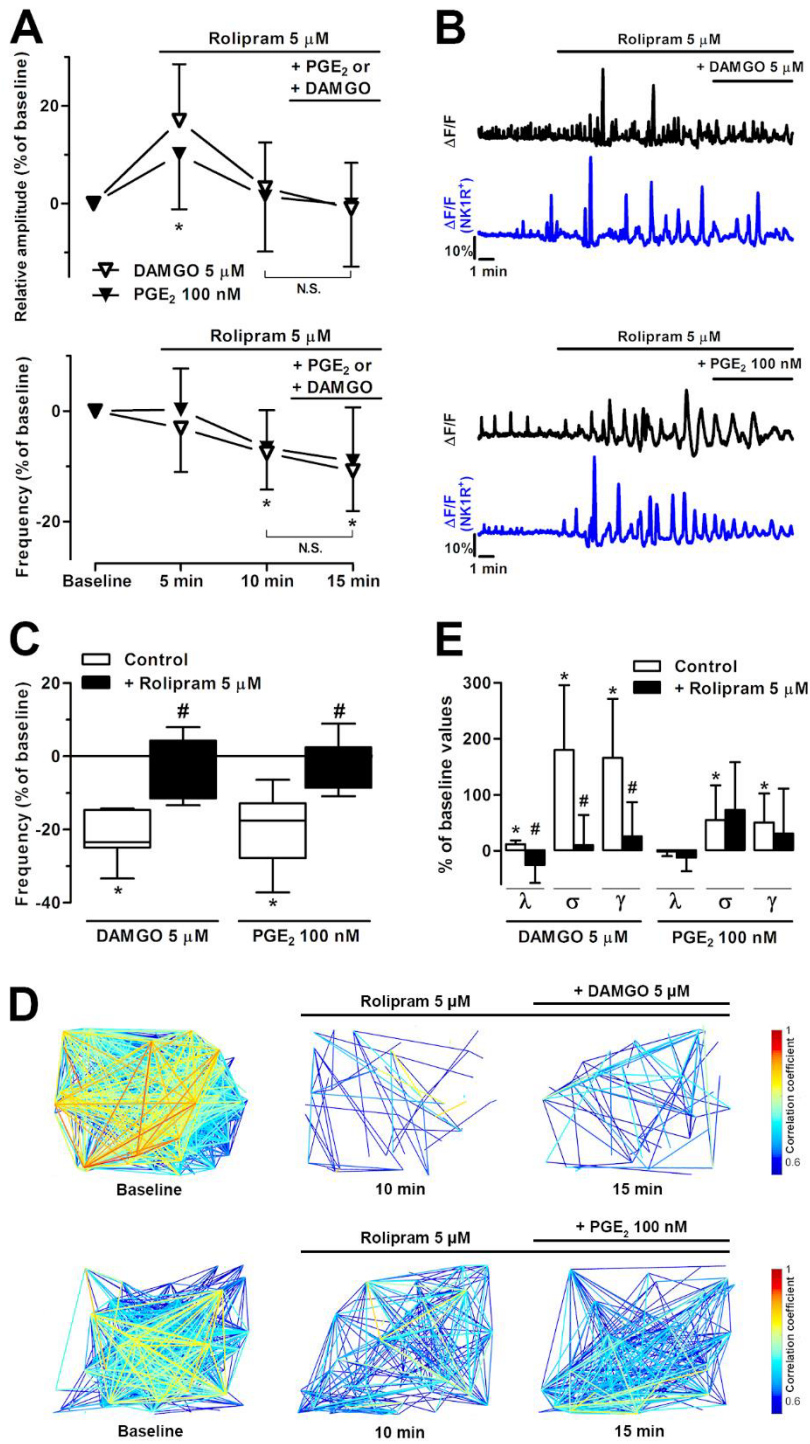 A
Rolipram 5 μM
+ PGE₂ or
+ DAMGO
Relative amplitude (% of baseline)
20
0
*
DAMGO 5 μM
PGE₂ 100 nM
N.S.
Rolipram 5 μM
+ PGE₂ or
+ DAMGO
Frequency (% of baseline)
0
-20
*
*
N.S.
Baseline
5 min
10 min
15 min
B
Rolipram 5 μM
+ DAMGO 5 μM
ΔF/F
ΔF/F
(NK1R⁺)
10%
1 min
Rolipram 5 μM
+ PGE₂ 100 nM
ΔF/F
ΔF/F
(NK1R⁺)
10%
1 min
C
Control
+ Rolipram 5 μM
Frequency (% of baseline)
20
0
-20
-40
#
#
*
*
DAMGO 5 μM
PGE₂ 100 nM
E
Control
+ Rolipram 5 μM
% of baseline values
300
200
100
0
* # * # * # * *
λ σ γ λ σ γ
DAMGO 5 μM
PGE₂ 100 nM
D
Rolipram 5 μM
+ DAMGO 5 μM
Baseline
10 min
15 min
1
Correlation coefficient
0.6
Rolipram 5 μM
+ PGE₂ 100 nM
Baseline
10 min
15 min
1
Correlation coefficient
0.6